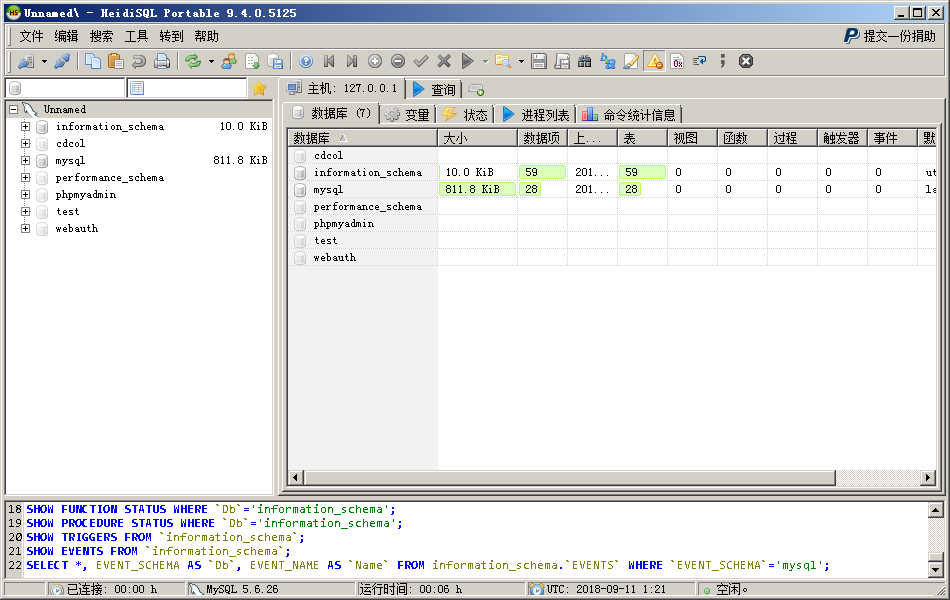 Unnamed\ - HeidiSQL Portable 9.4.0.5125
文件 编辑 搜索 工具 转到 帮助 提交一份捐助
主机: 127.0.0.1 查询
Unnamed
information_schema 10.0 KiB
cdcol
mysql 811.8 KiB
performance_schema
phpmyadmin
test
webauth
数据库 (7) 变量 状态 进程列表 命令统计信息
数据库 大小 数据项 上... 表 视图 函数 过程 触发器 事件 默
cdcol
information_schema 10.0 KiB 59 201... 59 0 0 0 0 0 ut
mysql 811.8 KiB 28 201... 28 0 0 0 0 0 la
performance_schema
phpmyadmin
test
webauth
18 SHOW FUNCTION STATUS WHERE `Db`='information_schema';
19 SHOW PROCEDURE STATUS WHERE `Db`='information_schema';
20 SHOW TRIGGERS FROM `information_schema`;
21 SHOW EVENTS FROM `information_schema`;
22 SELECT *, EVENT_SCHEMA AS `Db`, EVENT_NAME AS `Name` FROM information_schema.`EVENTS` WHERE `EVENT_SCHEMA`='mysql';
已连接: 00:00 h MySQL 5.6.26 运行时间: 00:06 h UTC: 2018-09-11 1:21 空闲。